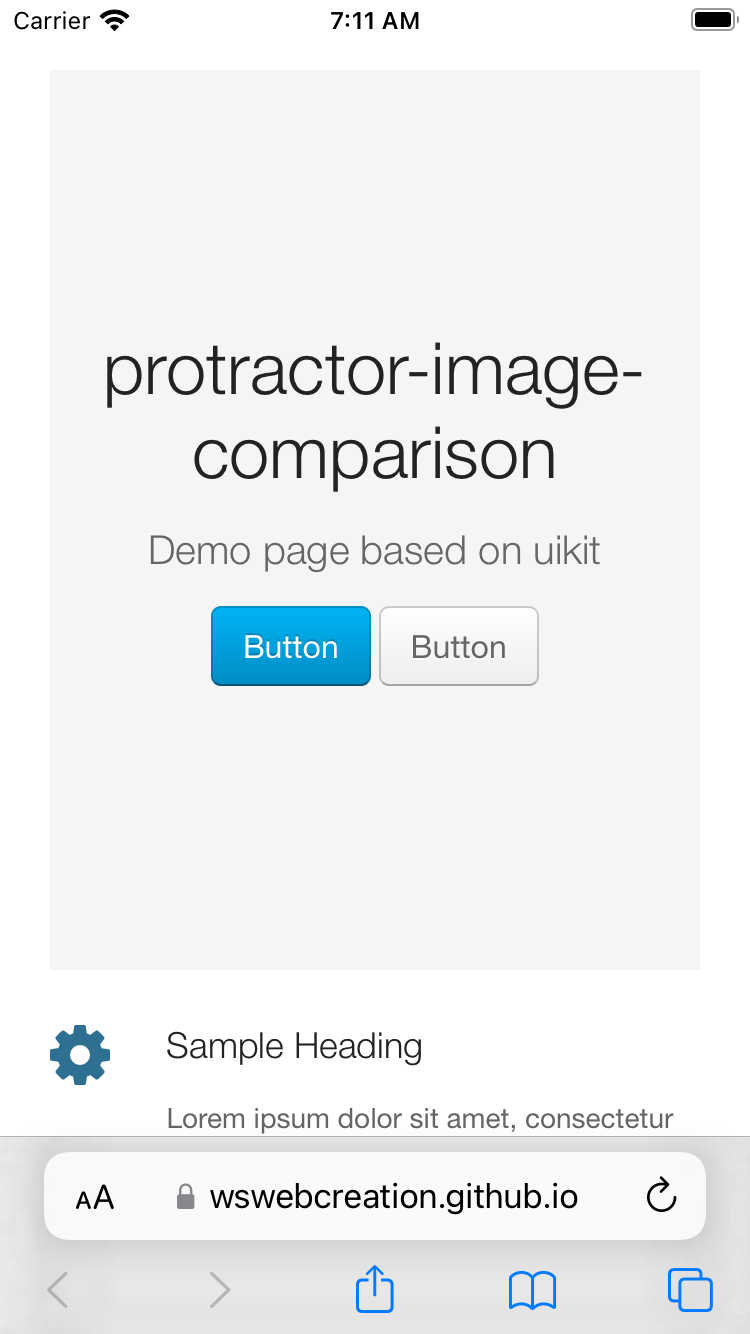 Carrier 7:11 AM
protractor-image-
comparison
Demo page based on uikit
Button Button
Sample Heading
Lorem ipsum dolor sit amet, consectetur
AA wswebcreation.github.io